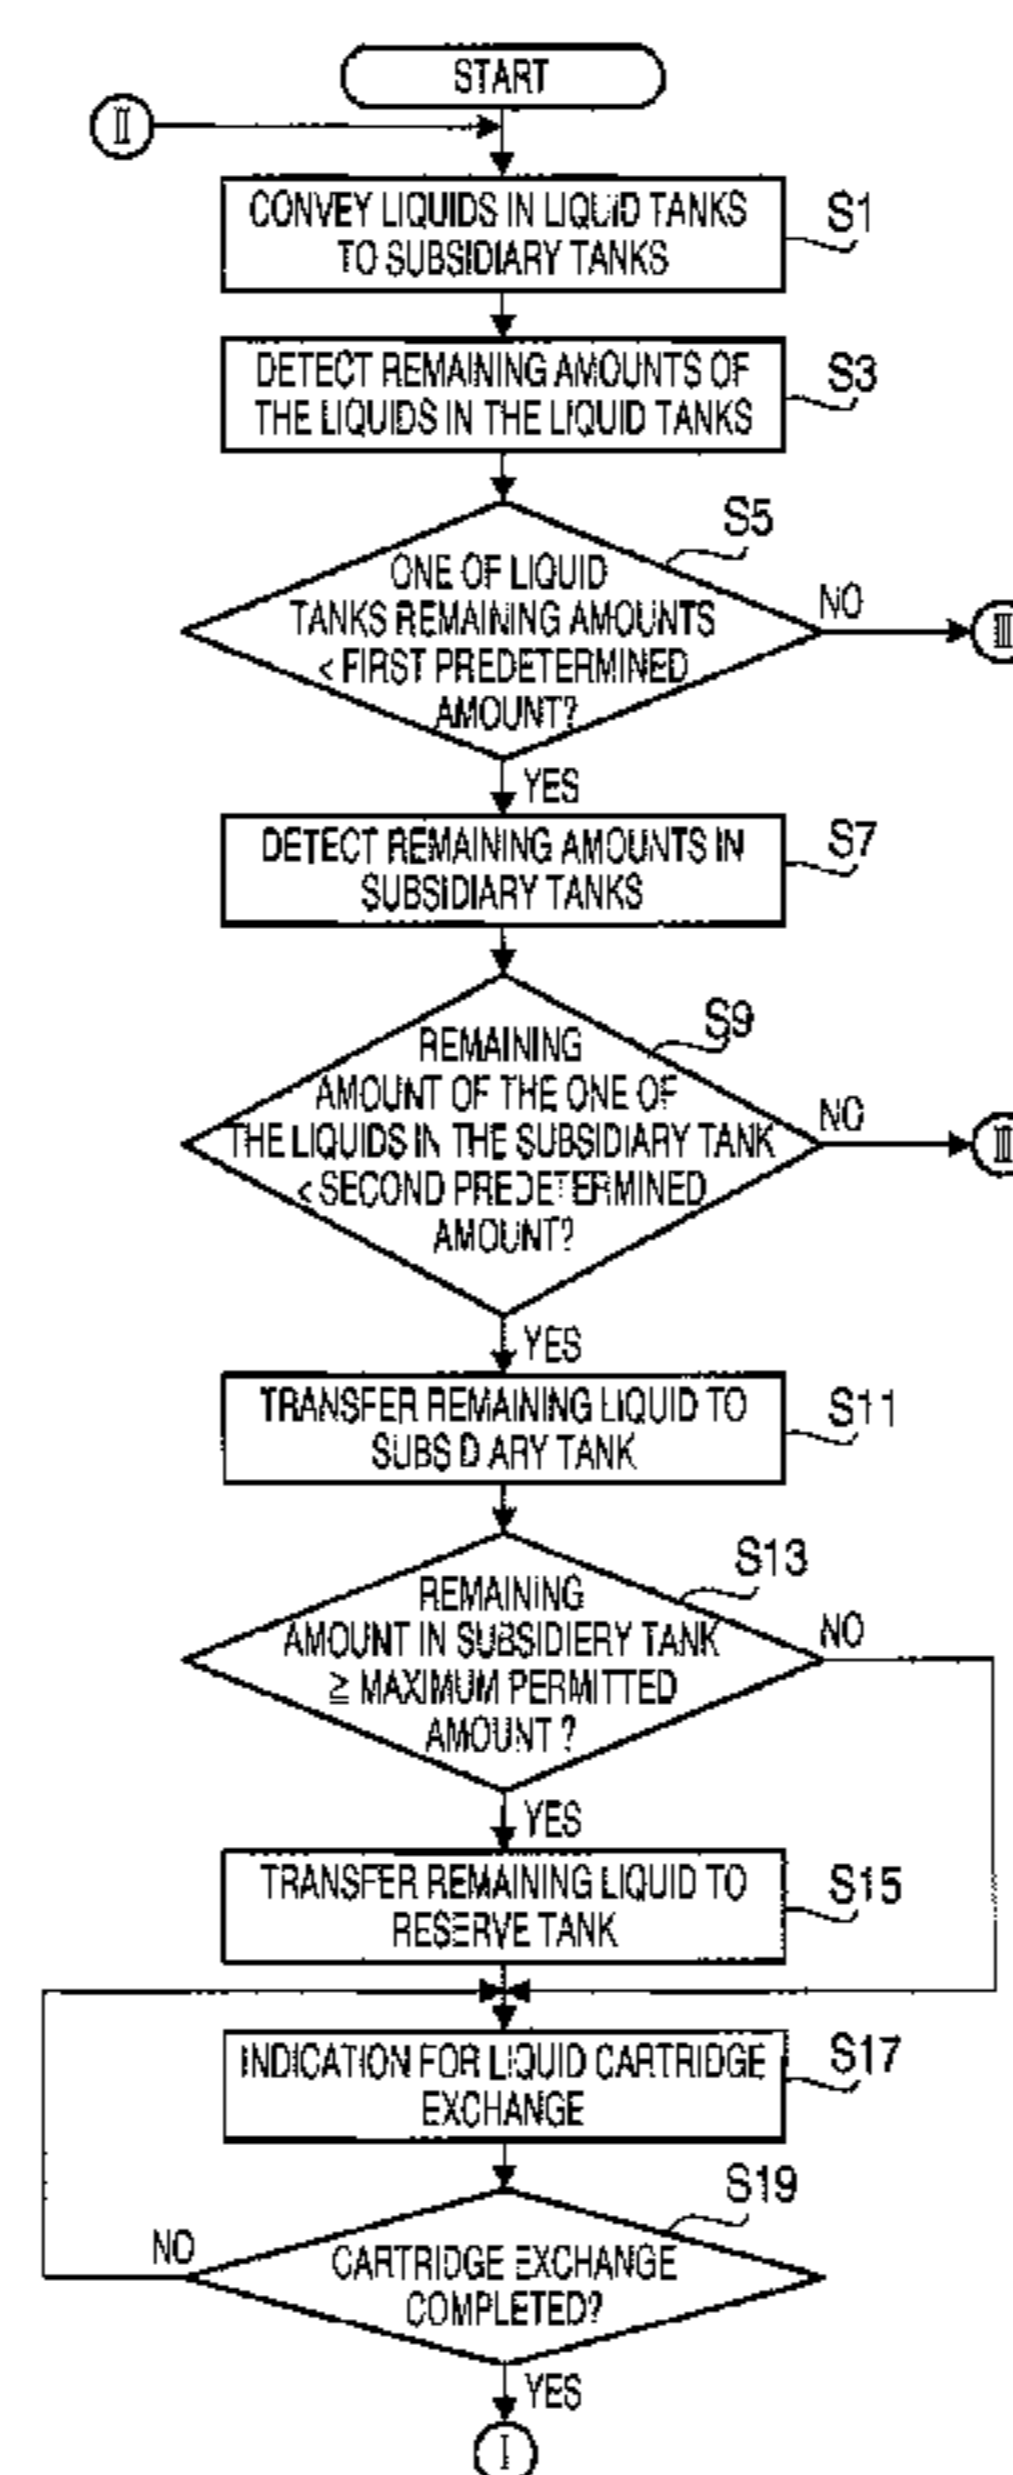 START
Ⅱ
CONVEY LIQUIDS IN LIQUID TANKS
TO SUBSIDIARY TANKS
S1
DETECT REMAINING AMOUNTS OF
THE LIQUIDS IN THE LIQUID TANKS
S3
S5
ONE OF LIQUID
TANKS REMAINING AMOUNTS
< FIRST PREDETERMINED
AMOUNT?
NO
Ⅲ
YES
DETECT REMAINING AMOUNTS IN
SUBSIDIARY TANKS
S7
S9
REMAINING
AMOUNT OF THE ONE OF
THE LIQUIDS IN THE SUBSIDIARY TANK
< SECOND PREDETERMINED
AMOUNT?
NO
Ⅲ
YES
TRANSFER REMAINING LIQUID TO
SUBSIDIARY TANK
S11
S13
REMAINING
AMOUNT IN SUBSIDIERY TANK
≧ MAXIMUM PERMITTED
AMOUNT ?
NO
YES
TRANSFER REMAINING LIQUID TO
RESERVE TANK
S15
INDICATION FOR LIQUID CARTRIDGE
EXCHANGE
S17
S19
CARTRIDGE EXCHANGE
COMPLETED?
NO
YES
Ⅰ